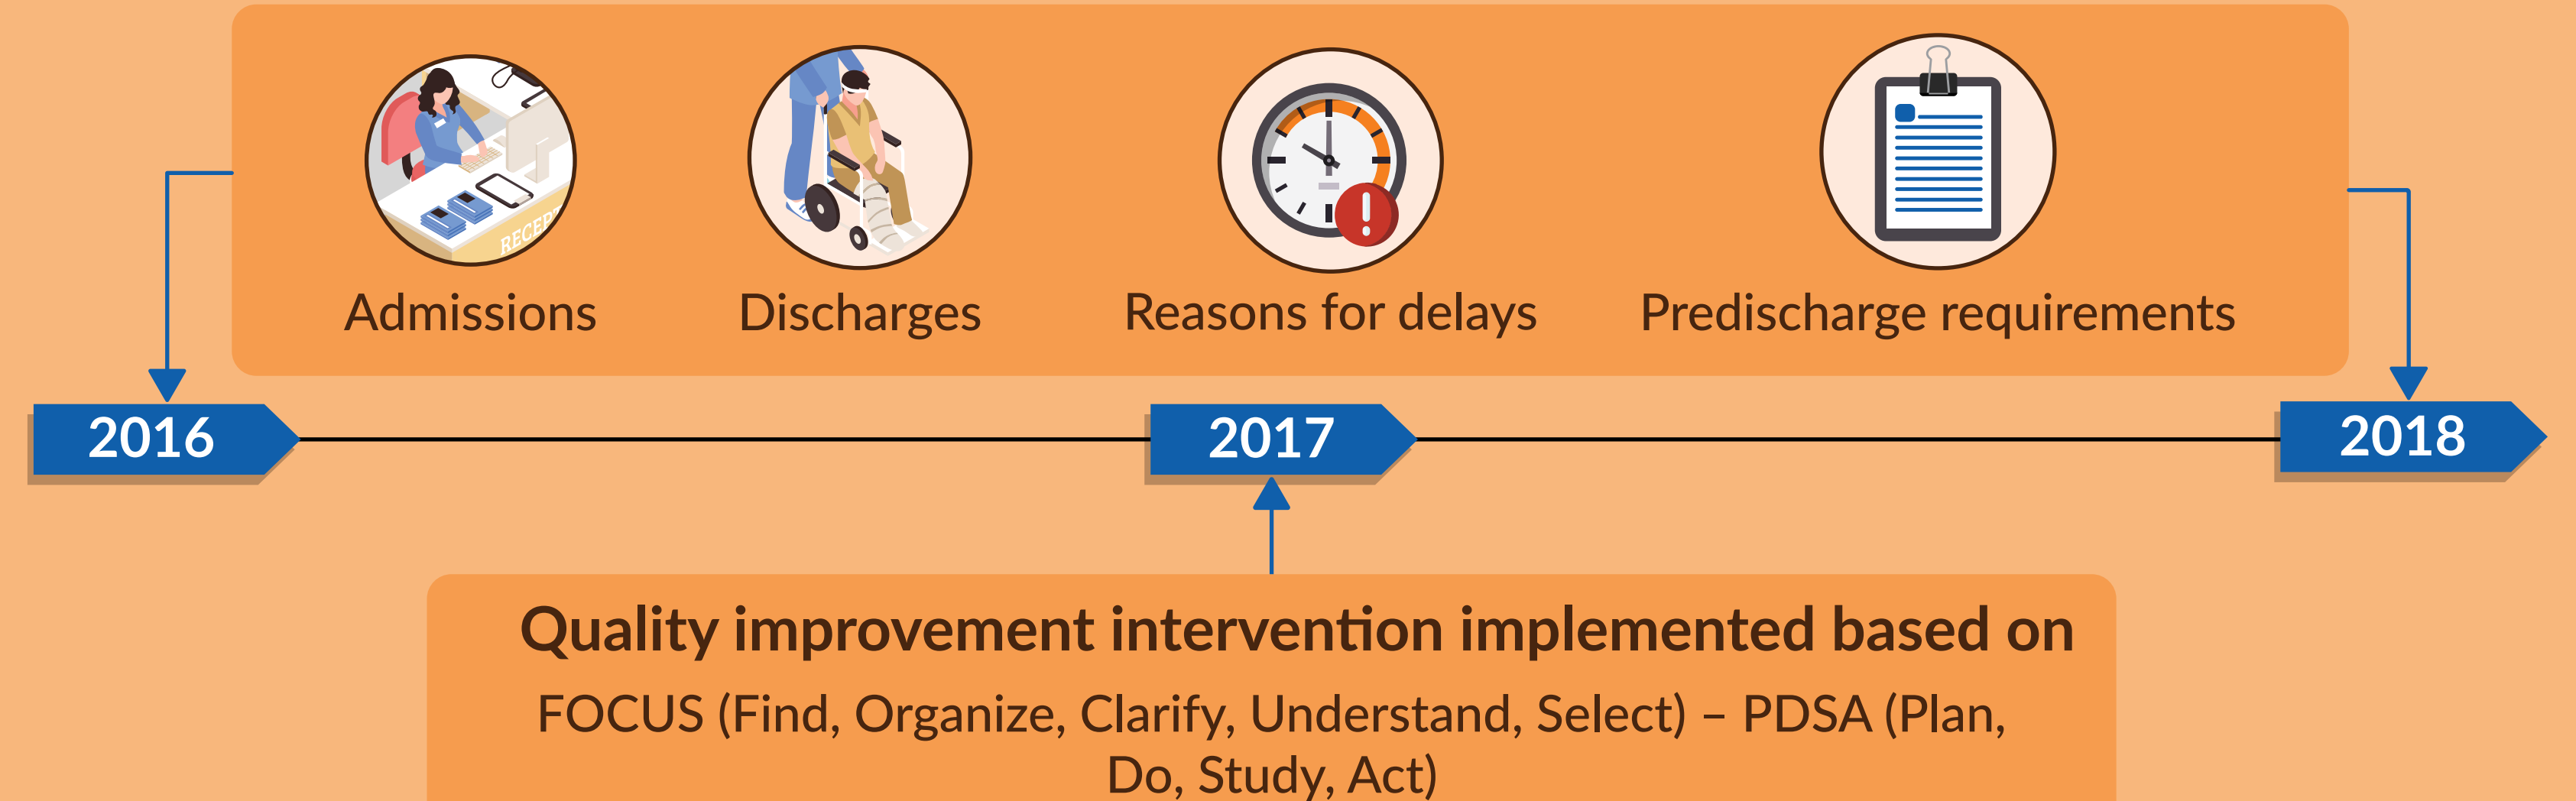 RECEPT
Admissions
Discharges
Reasons for delays
Predischarge requirements
2016
2017
2018
Quality improvement intervention implemented based on
FOCUS (Find, Organize, Clarify, Understand, Select) – PDSA (Plan,
Do, Study, Act)